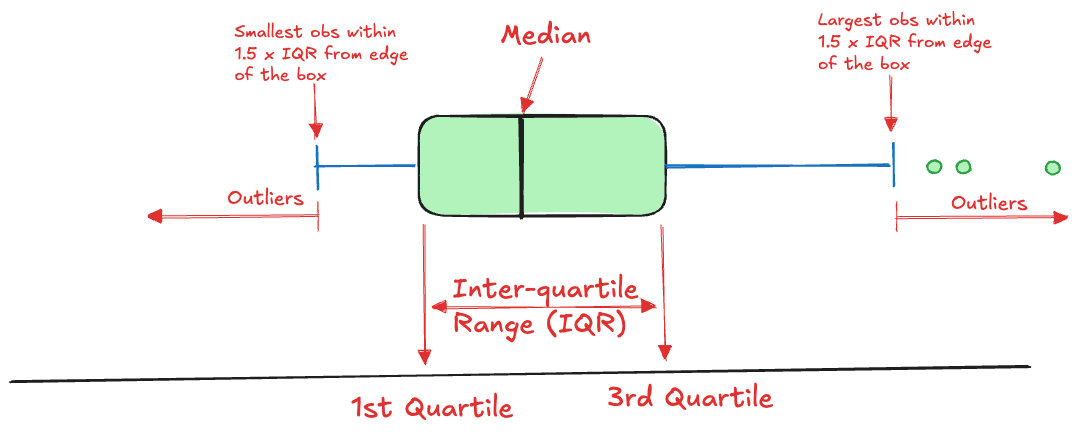 Smallest obs within
1.5 x IQR from edge
of the box
Median
Largest obs within
1.5 x IQR from edge
of the box
Outliers
Outliers
Inter-quartile
Range (IQR)
1st Quartile
3rd Quartile